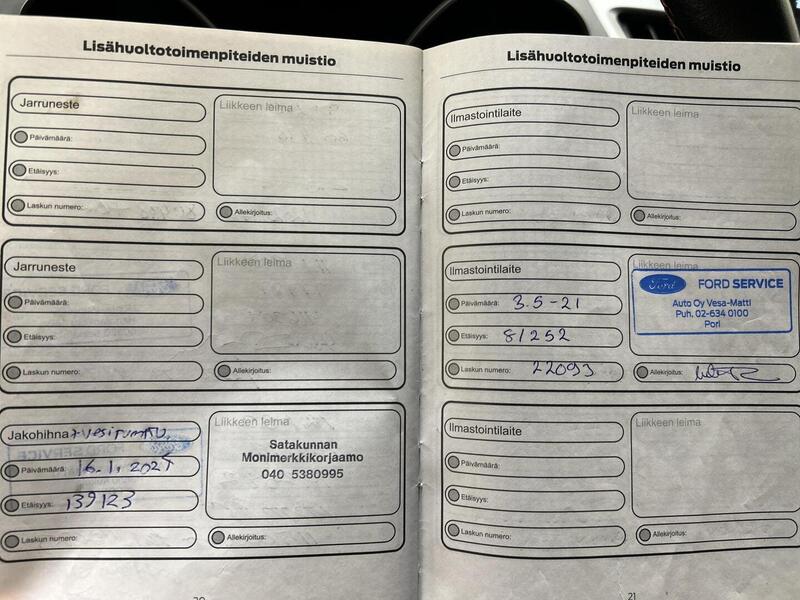 Lisähuoltotoimenpiteiden muistio
Jarruneste
Päivämäärä:
Etäisyys:
Laskun numero:
Liikkeen leima
Allekirjoitus:
Jarruneste
Päivämäärä:
Etäisyys:
Laskun numero:
Liikkeen leima
Allekirjoitus:
Jakohihna + vesipumppu
Päivämäärä: 16.1.2025
Etäisyys: 139123
Laskun numero:
Liikkeen leima
Satakunnan
Monimerkkikorjaamo
040 5380995
Allekirjoitus:
Lisähuoltotoimenpiteiden muistio
Ilmastointilaite
Päivämäärä:
Etäisyys:
Laskun numero:
Liikkeen leima
Allekirjoitus:
Ilmastointilaite
Päivämäärä: 3.5-21
Etäisyys: 81252
Laskun numero: 22093
Liikkeen leima
Ford FORD SERVICE
Auto Oy Vesa-Matti
Puh. 02-634 0100
Pori
Allekirjoitus:
Ilmastointilaite
Päivämäärä:
Etäisyys:
Laskun numero:
Liikkeen leima
Allekirjoitus:
21